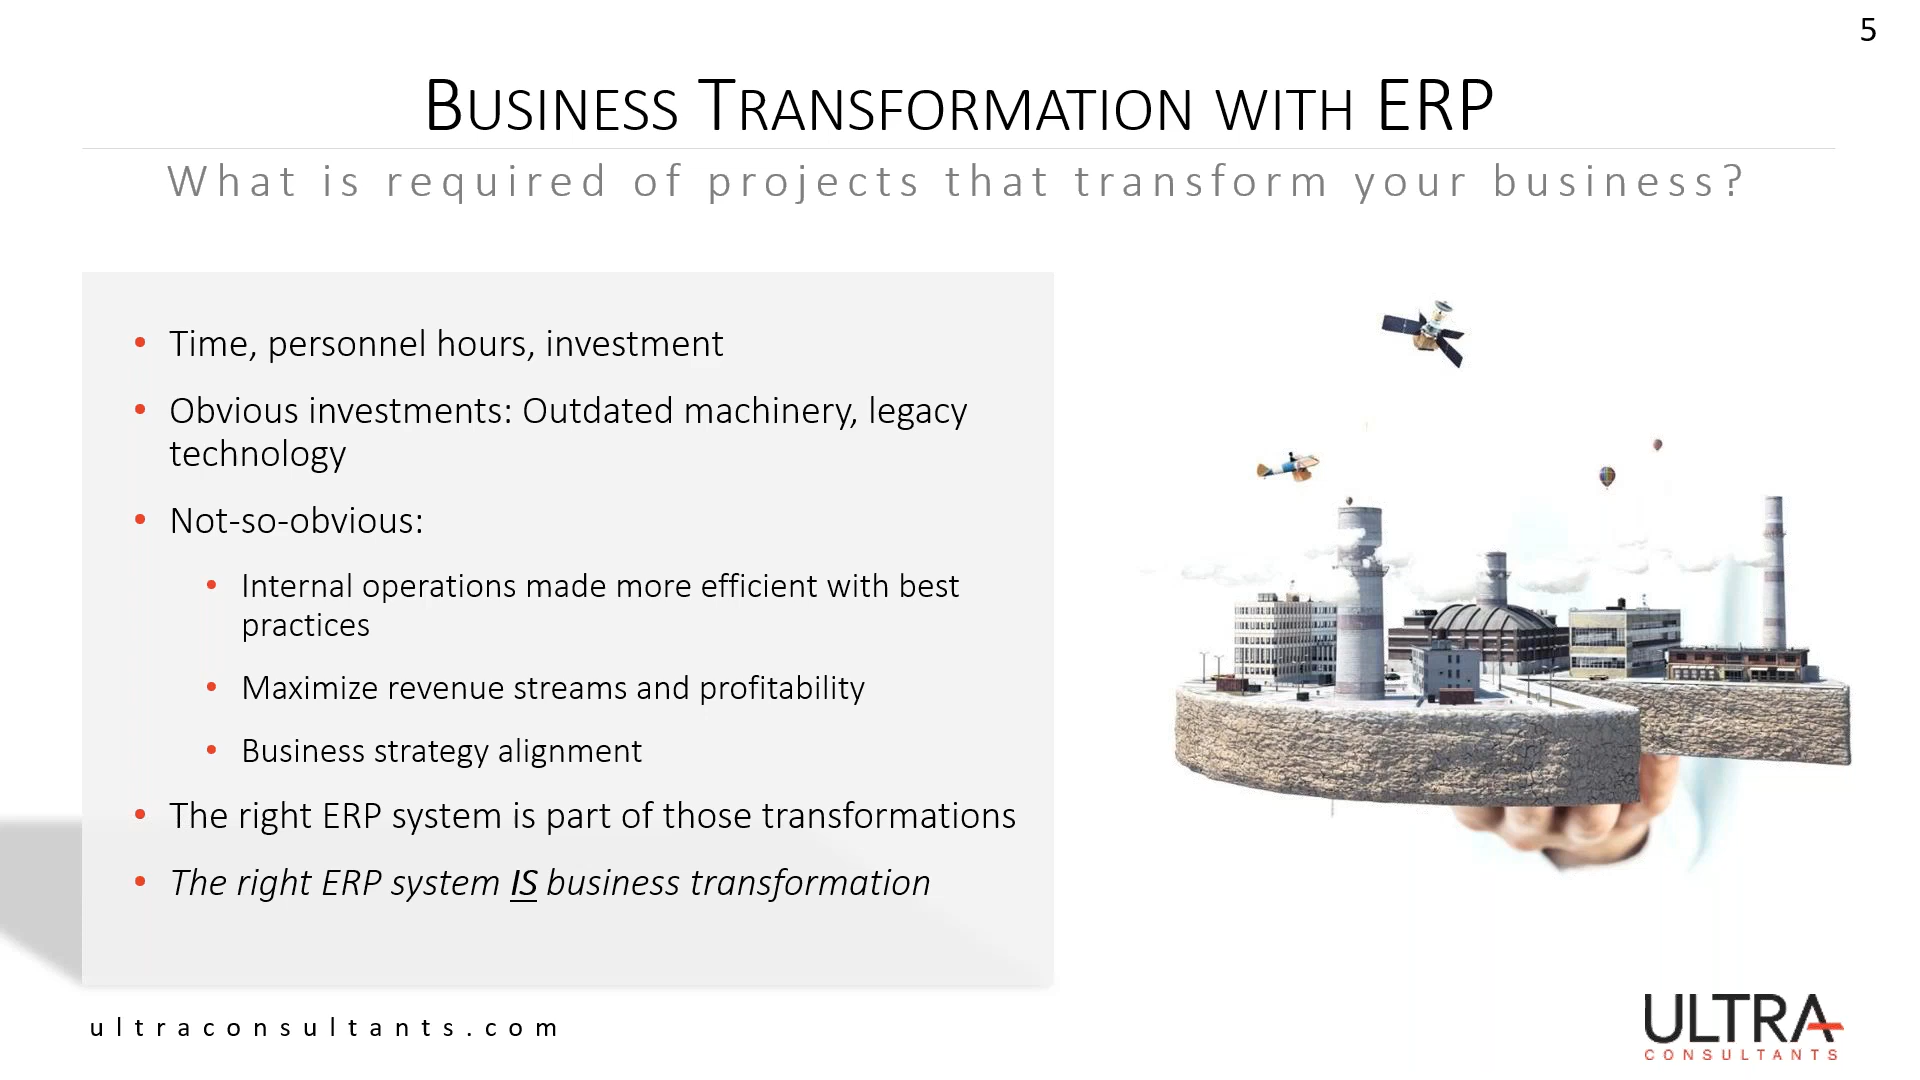 5
Business Transformation with ERP
What is required of projects that transform your business?
• Time, personnel hours, investment
• Obvious investments: Outdated machinery, legacy
technology
• Not-so-obvious:
• Internal operations made more efficient with best
practices
• Maximize revenue streams and profitability
• Business strategy alignment
• The right ERP system is part of those transformations
• The right ERP system IS business transformation
ultraconsultants.com
ULTRA
CONSULTANTS